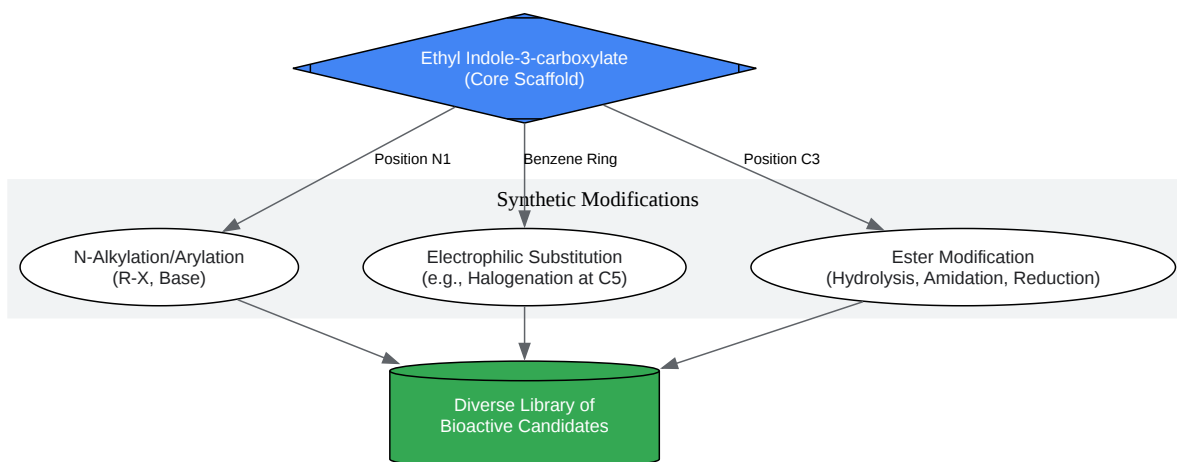 Ethyl Indole-3-carboxylate
(Core Scaffold)
Position N1
Benzene Ring
Position C3
Synthetic Modifications
N-Alkylation/Arylation
(R-X, Base)
Electrophilic Substitution
(e.g., Halogenation at C5)
Ester Modification
(Hydrolysis, Amidation, Reduction)
Diverse Library of
Bioactive Candidates